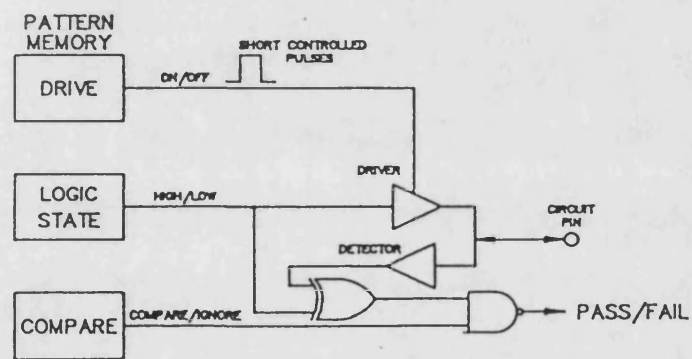 PATTERN
MEMORY
DRIVE
ON/OFF
SHORT CONTROLLED
PULSES
LOGIC
STATE
HIGH/LOW
DRIVER
DETECTOR
CIRCUIT
PIN
COMPARE
COMPARE/IGNORE
PASS/FAIL